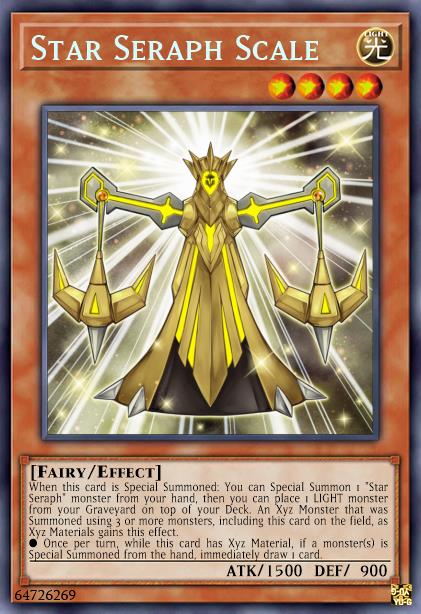 STAR SERAPH SCALE
LIGHT
光
[FAIRY/EFFECT]
When this card is Special Summoned: You can Special Summon 1 "Star
Seraph" monster from your hand, then you can place 1 LIGHT monster
from your Graveyard on top of your Deck. An Xyz Monster that was
Summoned using 3 or more monsters, including this card on the field, as
Xyz Materials gains this effect.
● Once per turn, while this card has Xyz Material, if a monster(s) is
Special Summoned from the hand, immediately draw 1 card.
ATK/1500 DEF/ 900
64726269